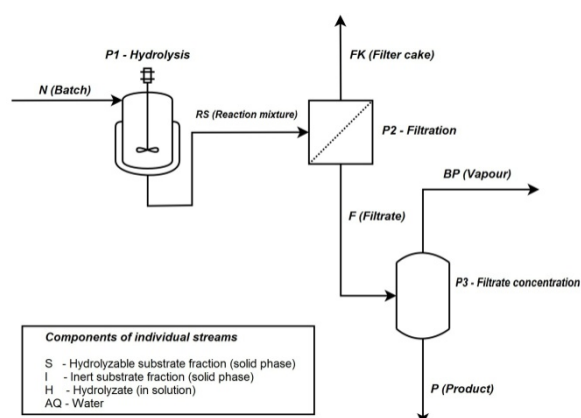 P1 - Hydrolysis
FK (Filter cake)
N (Batch)
RS (Reaction mixture)
P2 - Filtration
BP (Vapour)
F (Filtrate)
P3 - Filtrate concentration
Components of individual streams
S - Hydrolyzable substrate fraction (solid phase)
I - Inert substrate fraction (solid phase)
H - Hydrolyzate (in solution)
AQ - Water
P (Product)